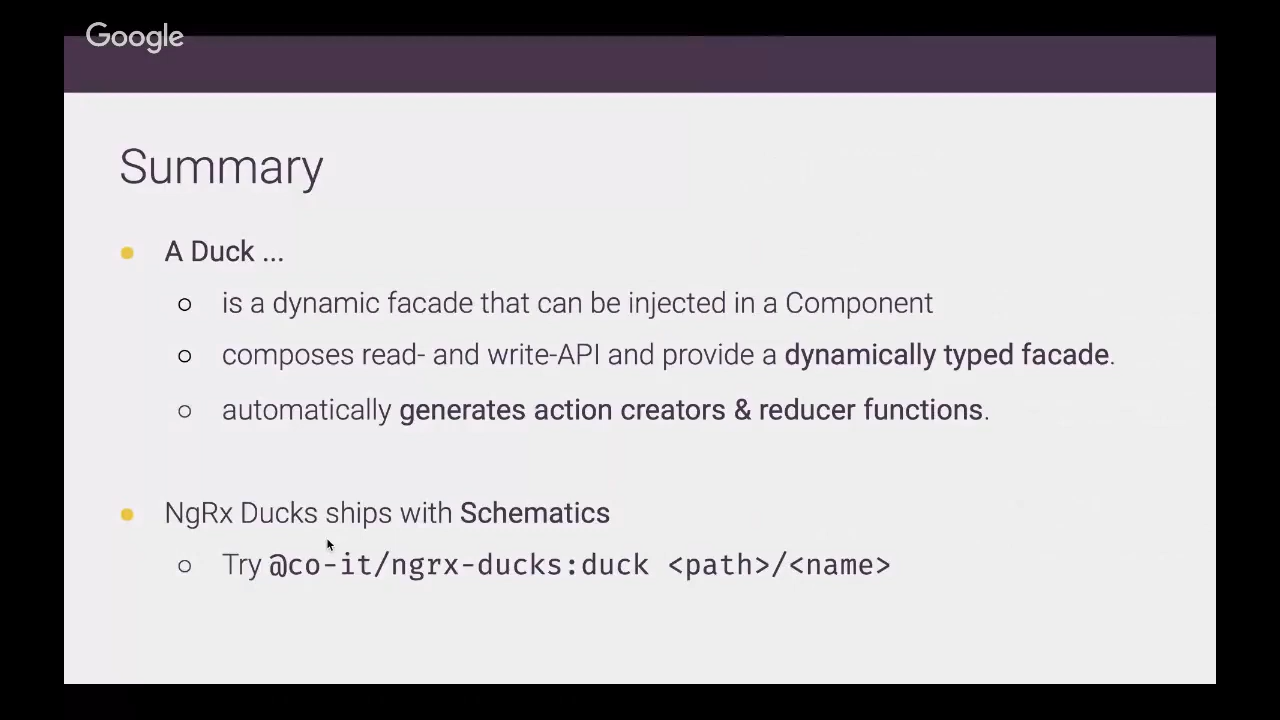 Google
Summary
A Duck ...
is a dynamic facade that can be injected in a Component
composes read- and write-API and provide a dynamically typed facade.
automatically generates action creators & reducer functions.
NgRx Ducks ships with Schematics
Try @co-it/ngrx-ducks:duck <path>/<name>